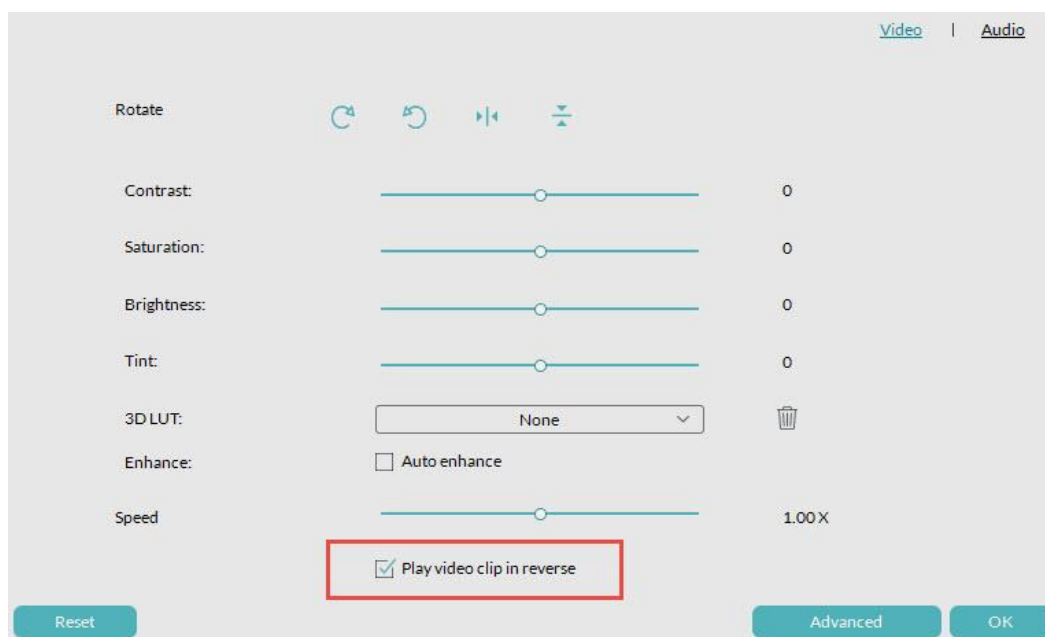 Video | Audio
Rotate
Contrast: 0
Saturation: 0
Brightness: 0
Tint: 0
3D LUT: None
Enhance: Auto enhance
Speed 1.00 X
Play video clip in reverse
Reset Advanced OK